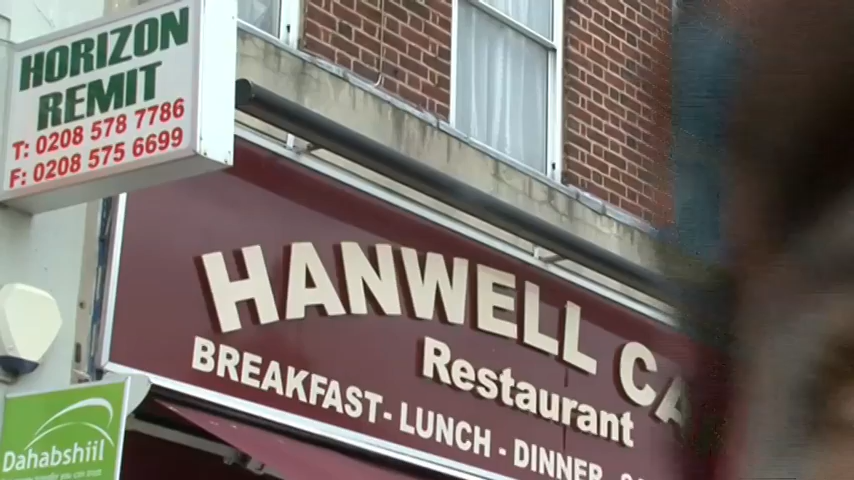 HORIZON
REMIT
T: 0208 578 7786
F: 0208 575 6699
HANWELL CA
Restaurant
BREAKFAST - LUNCH - DINNER
Dahabshiil